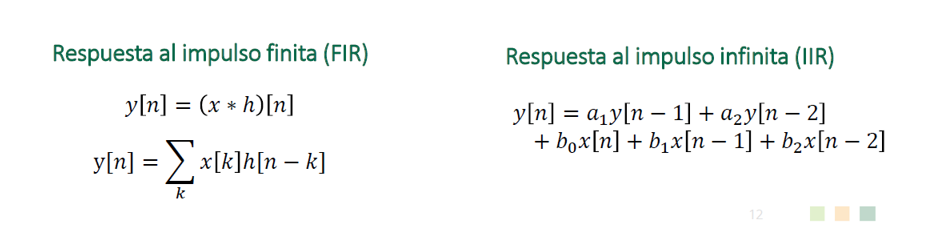 Respuesta al impulso finita (FIR)
y[n] = (x ∗ h)[n]
y[n] = ∑ₖ x[k]h[n − k]
Respuesta al impulso infinita (IIR)
y[n] = a₁y[n − 1] + a₂y[n − 2]
+ b₀x[n] + b₁x[n − 1] + b₂x[n − 2]
12